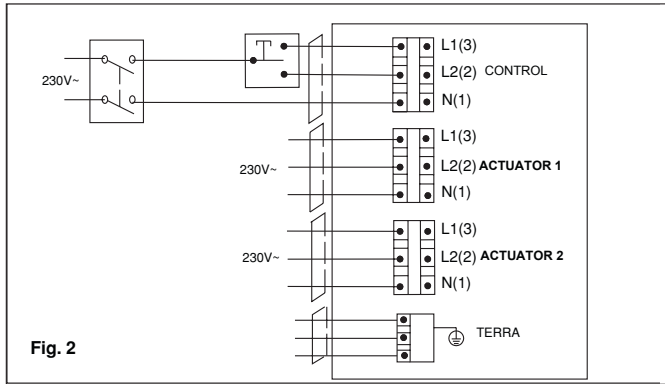 L1(3)
L2(2) CONTROL
230V~
N(1)
L1(3)
230V~ L2(2) ACTUATOR 1
N(1)
L1(3)
230V~ L2(2) ACTUATOR 2
N(1)
TERRA
Fig. 2